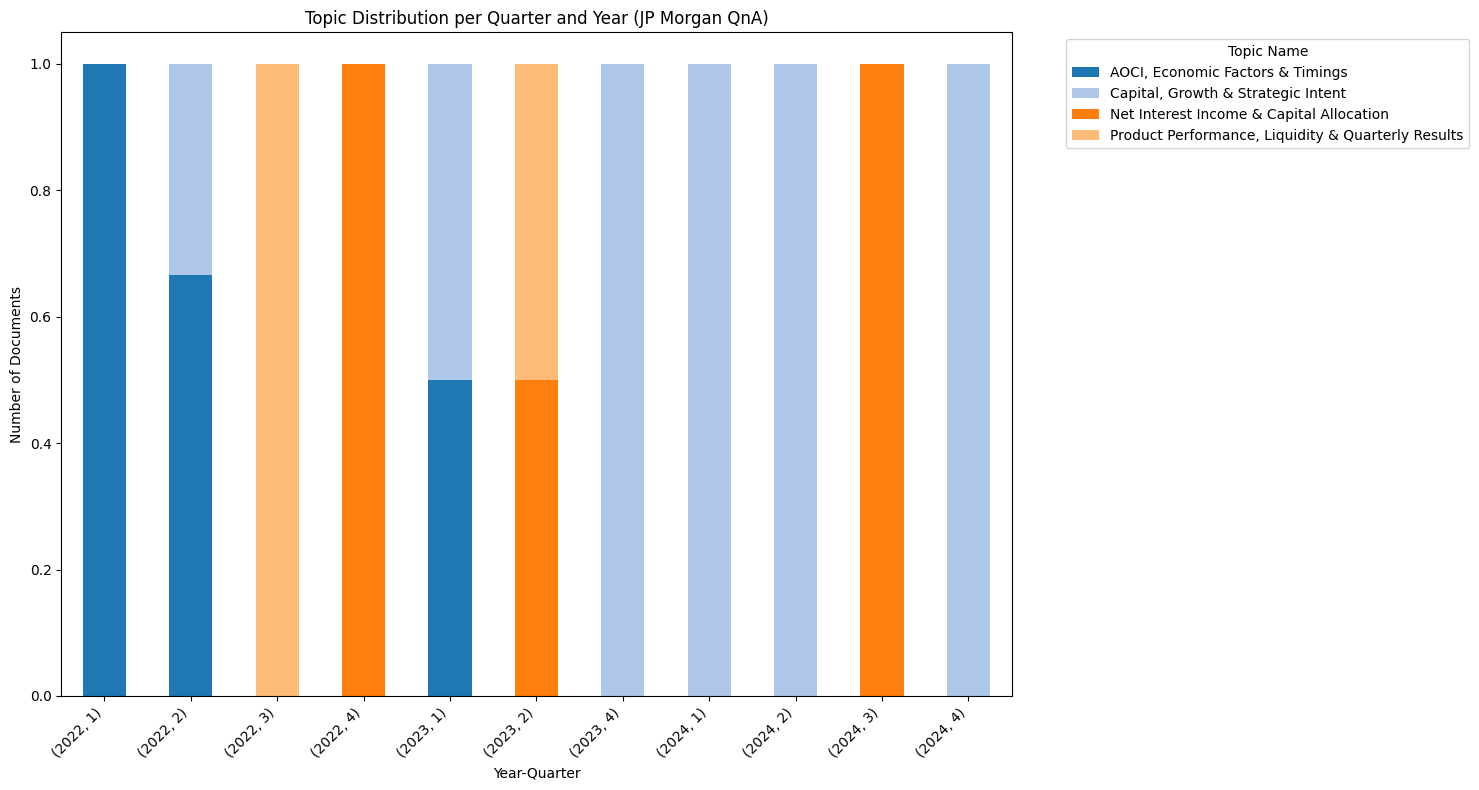 Topic Distribution per Quarter and Year (JP Morgan QnA)
Number of Documents
1.0
0.8
0.6
0.4
0.2
0.0
(2022, 1)
(2022, 2)
(2022, 3)
(2022, 4)
(2023, 1)
(2023, 2)
(2023, 4)
(2024, 1)
(2024, 2)
(2024, 3)
(2024, 4)
Year-Quarter
Topic Name
AOCI, Economic Factors & Timings
Capital, Growth & Strategic Intent
Net Interest Income & Capital Allocation
Product Performance, Liquidity & Quarterly Results